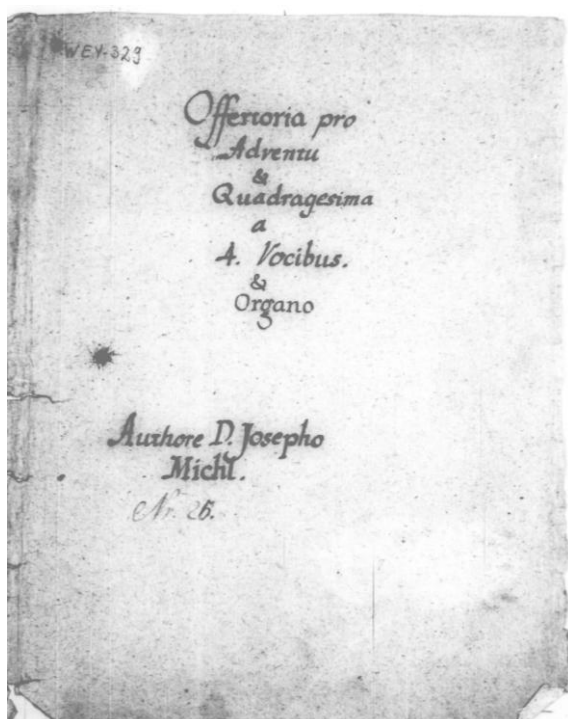 WEY-329
Offertoria pro
Adventu
&
Quadragesima
a
4. Vocibus.
&
Organo
Authore D. Josepho
Michl.
Nr. 26.